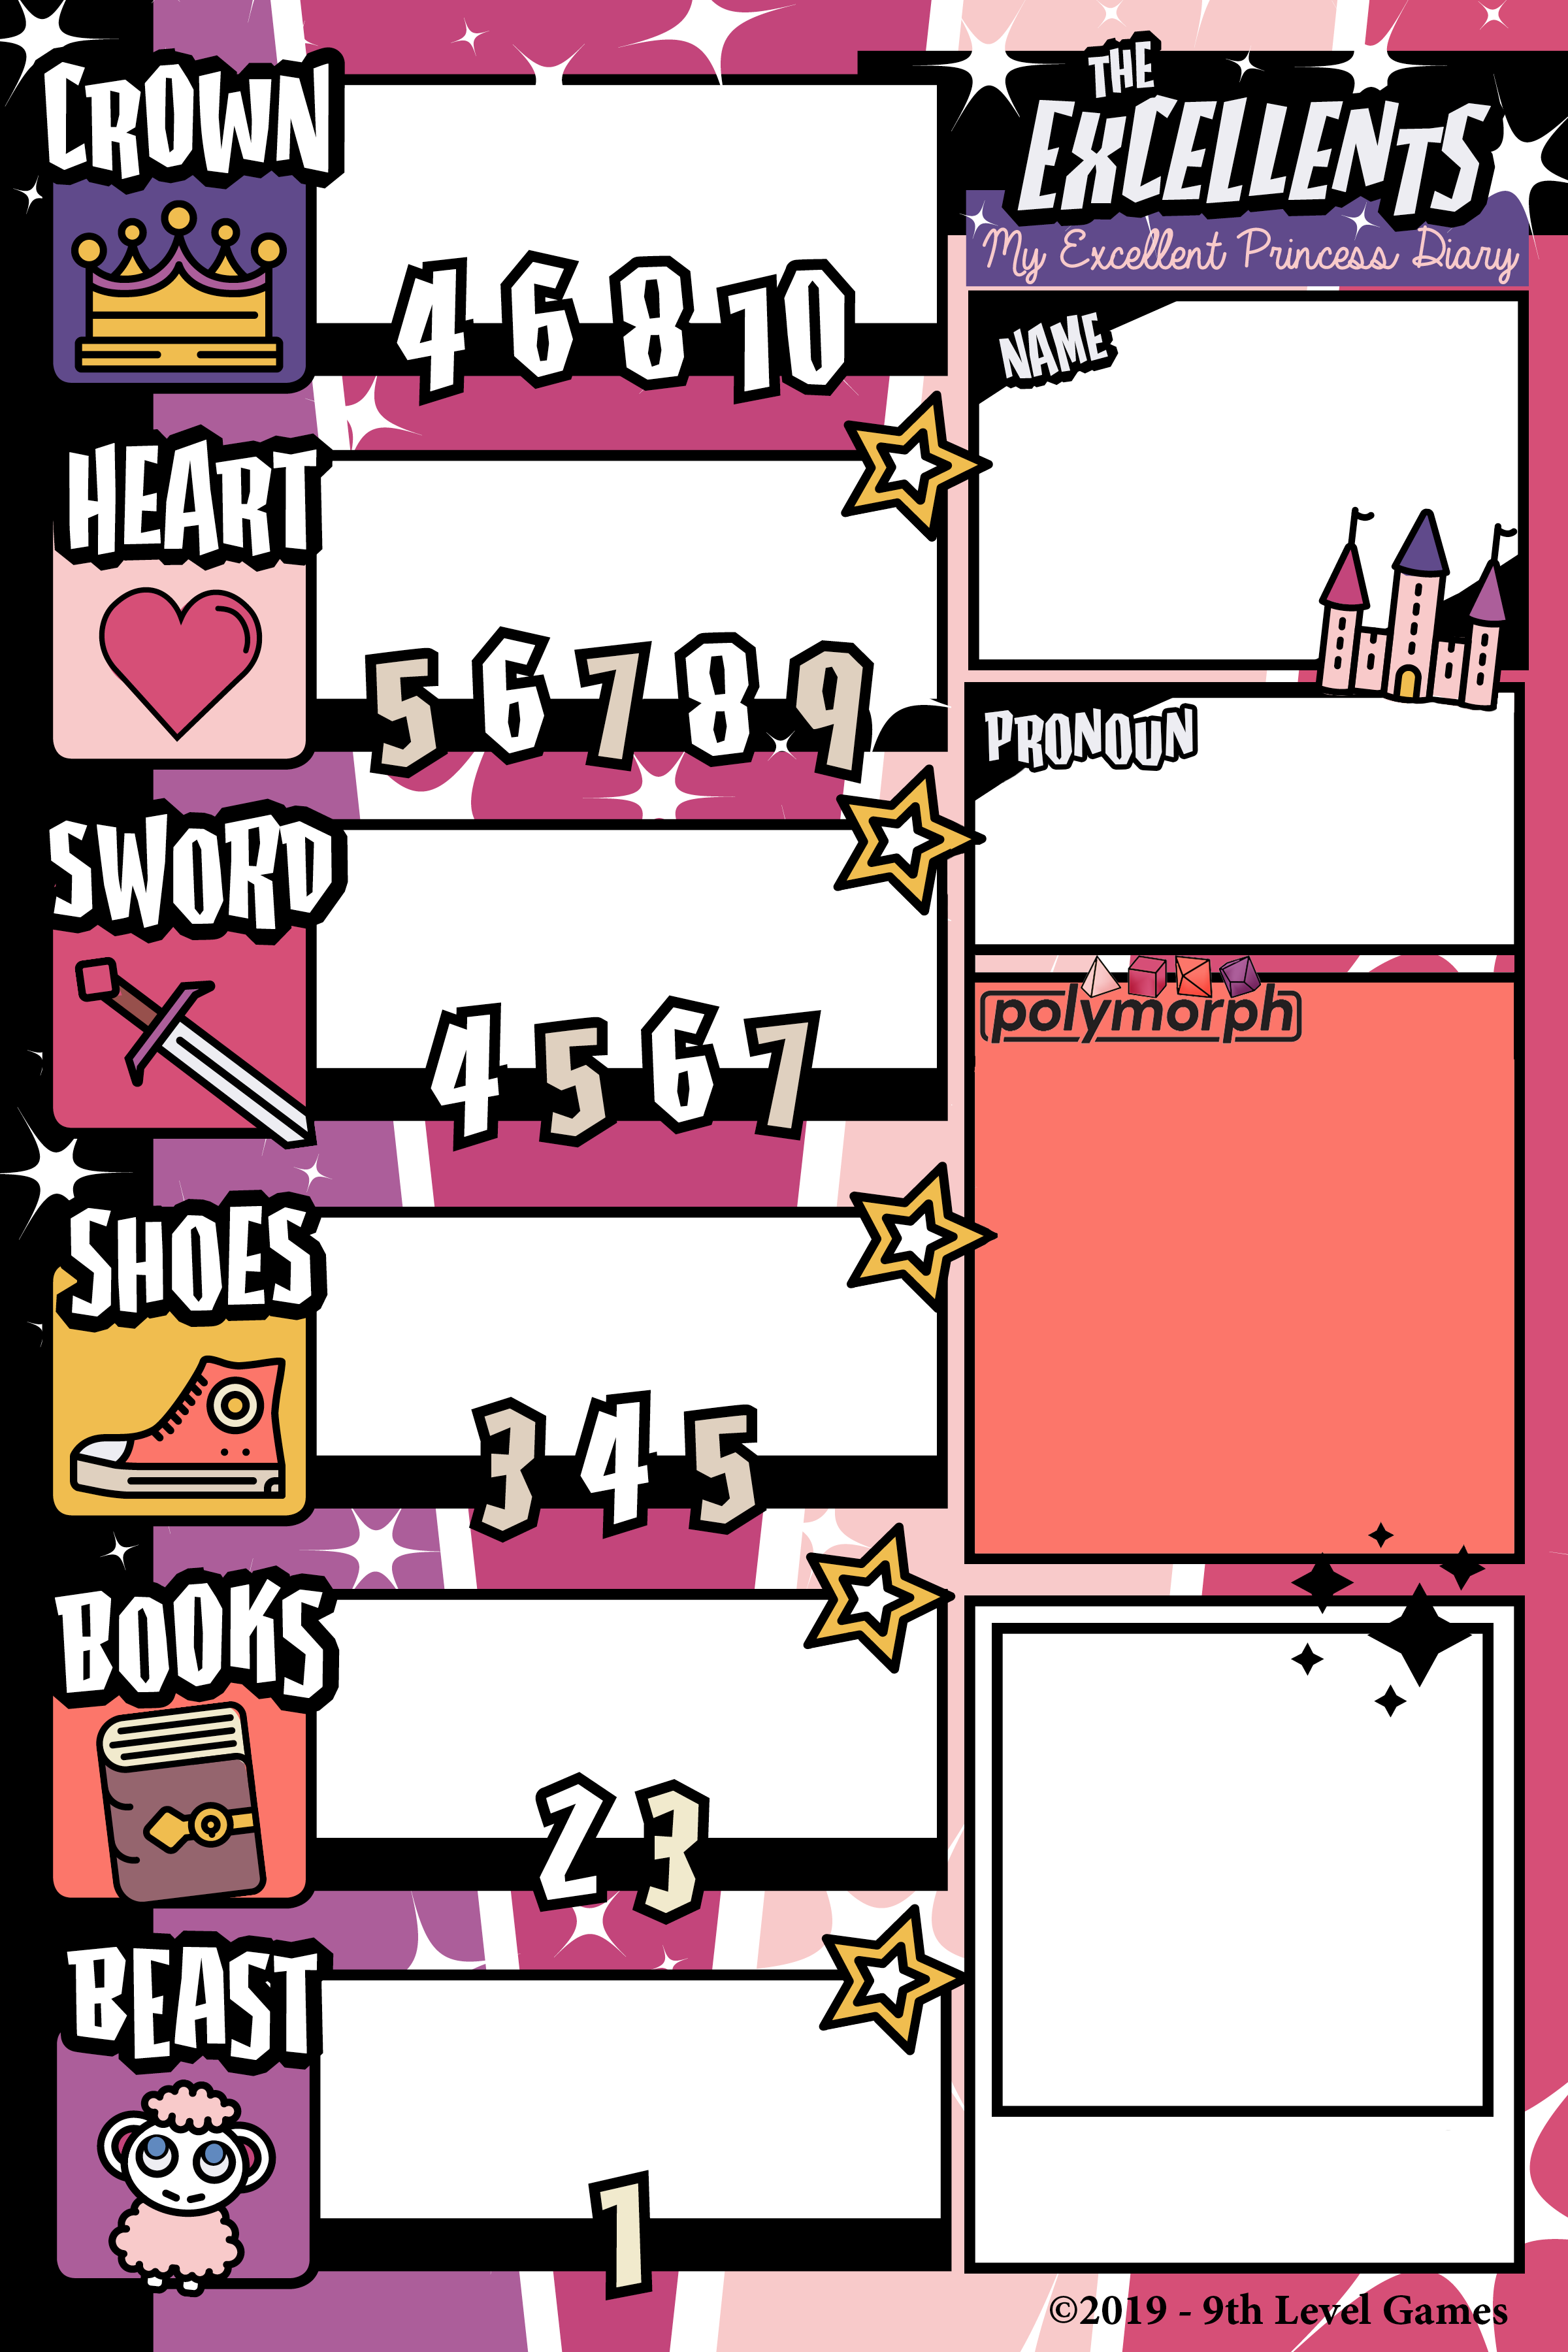 CROWN
4 6 8 10
HEART
5 6 7 8 9
SWORD
4 5 6 7
SHOES
3 4 5
BOOKS
2 3
BEAST
1
THE
EXCELLENTS
My Excellent Princess Diary
NAME
PRONOUN
polymorph
©2019 - 9th Level Games